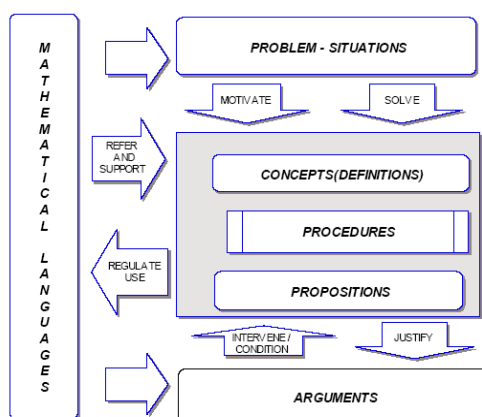 MATHEMATICAL LANGUAGES
PROBLEM - SITUATIONS
MOTIVATE
SOLVE
REFER
AND
SUPPORT
CONCEPTS(DEFINITIONS)
PROCEDURES
REGULATE
USE
PROPOSITIONS
INTERVENE /
CONDITION
JUSTIFY
ARGUMENTS